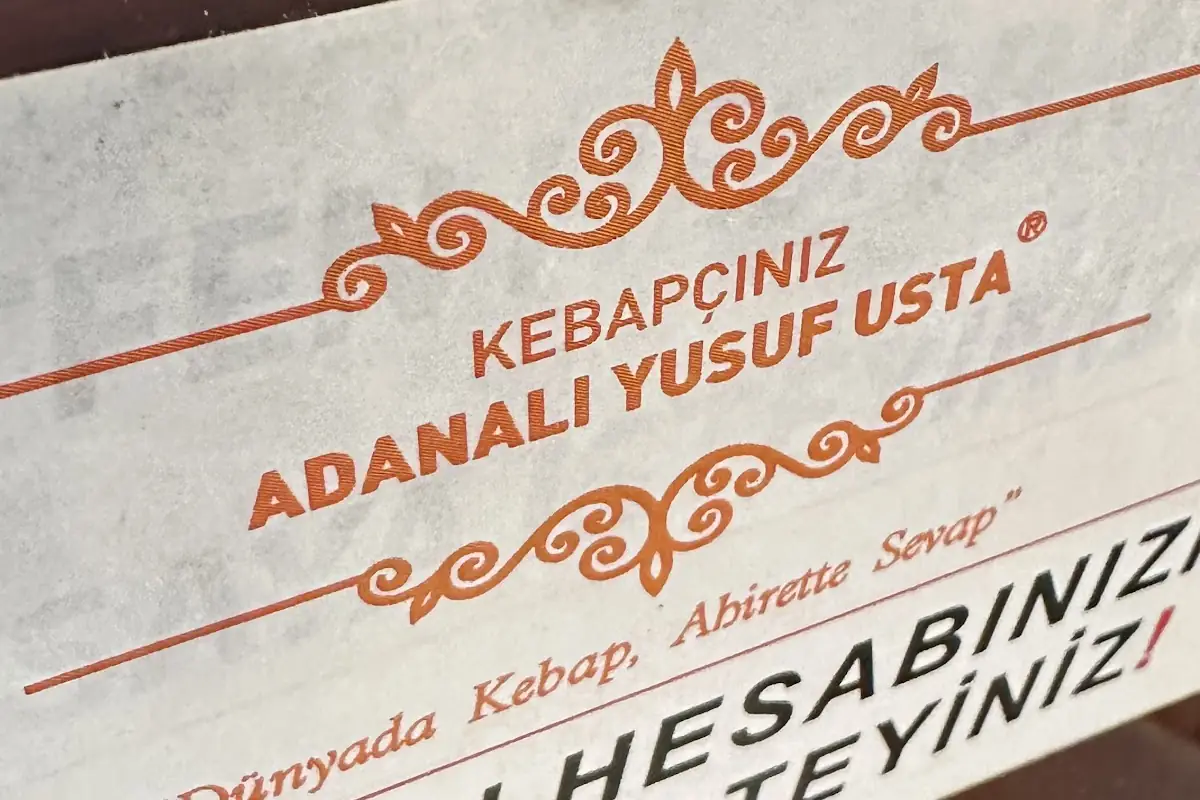 KEBAPÇINIZ
ADANALI YUSUF USTA®
"Dünyada Kebap, Ahirette Sevap"
HESABINIZI
TEYİNİZ!